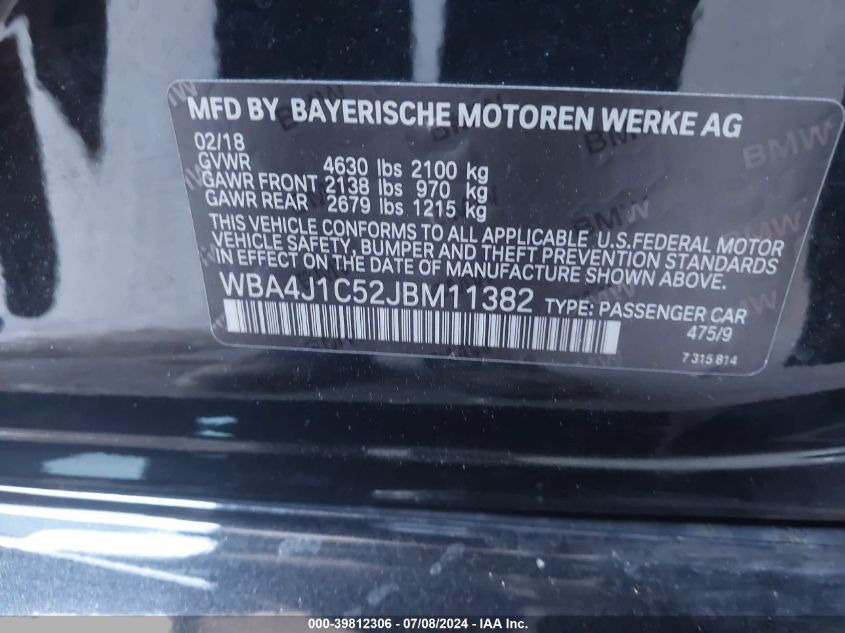 MFD BY BAYERISCHE MOTOREN WERKE AG
02/18
GVWR 4630 lbs 2100 kg
GAWR FRONT 2138 lbs 970 kg
GAWR REAR 2679 lbs 1215 kg
THIS VEHICLE CONFORMS TO ALL APPLICABLE U.S.FEDERAL MOTOR
VEHICLE SAFETY, BUMPER AND THEFT PREVENTION STANDARDS
IN EFFECT ON THE DATE OF MANUFACTURE SHOWN ABOVE.
WBA4J1C52JBM11382 TYPE: PASSENGER CAR
475/9
7 315 814
BMW
BMW
BMW
000-39812306 - 07/08/2024 - IAA Inc.